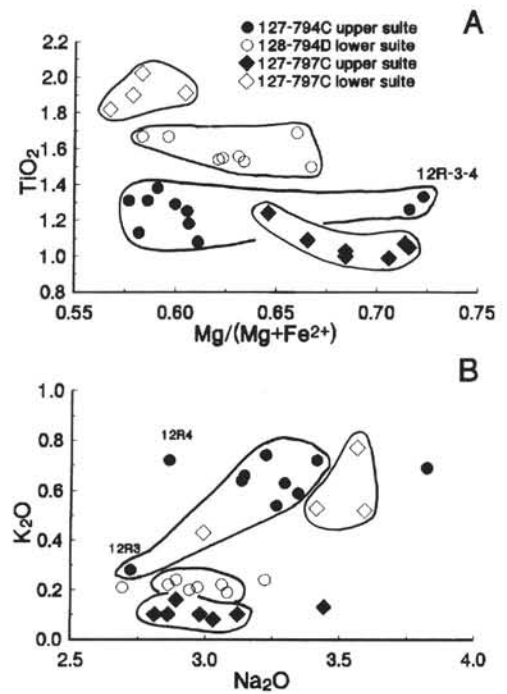 A
● 127-794C upper suite
○ 128-794D lower suite
◆ 127-797C upper suite
◇ 127-797C lower suite
2.2
2.0
1.8
1.6
1.4
1.2
1.0
0.8
TiO₂
12R-3-4
0.55 0.60 0.65 0.70 0.75
Mg/(Mg+Fe²⁺)
B
1.0
0.8
0.6
0.4
0.2
0.0
K₂O
12R4
12R3
2.5 3.0 3.5 4.0
Na₂O